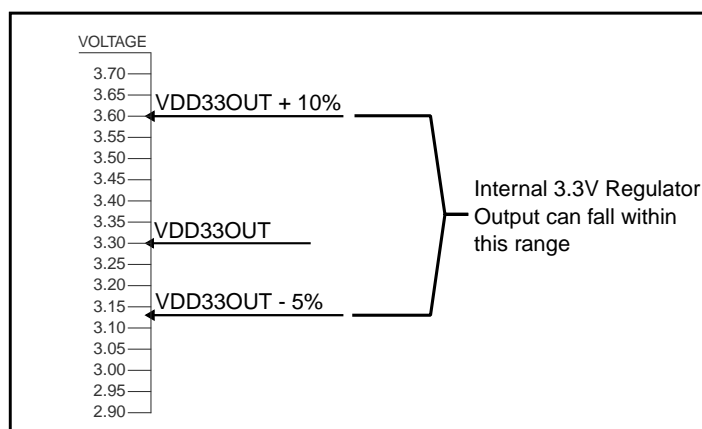 VOLTAGE
3.70
3.65
VDD33OUT + 10%
3.60
3.55
3.50
3.45
3.40
3.35
VDD33OUT
3.30
3.25
3.20
3.15
VDD33OUT - 5%
3.10
3.05
3.00
2.95
2.90
Internal 3.3V Regulator
Output can fall within
this range